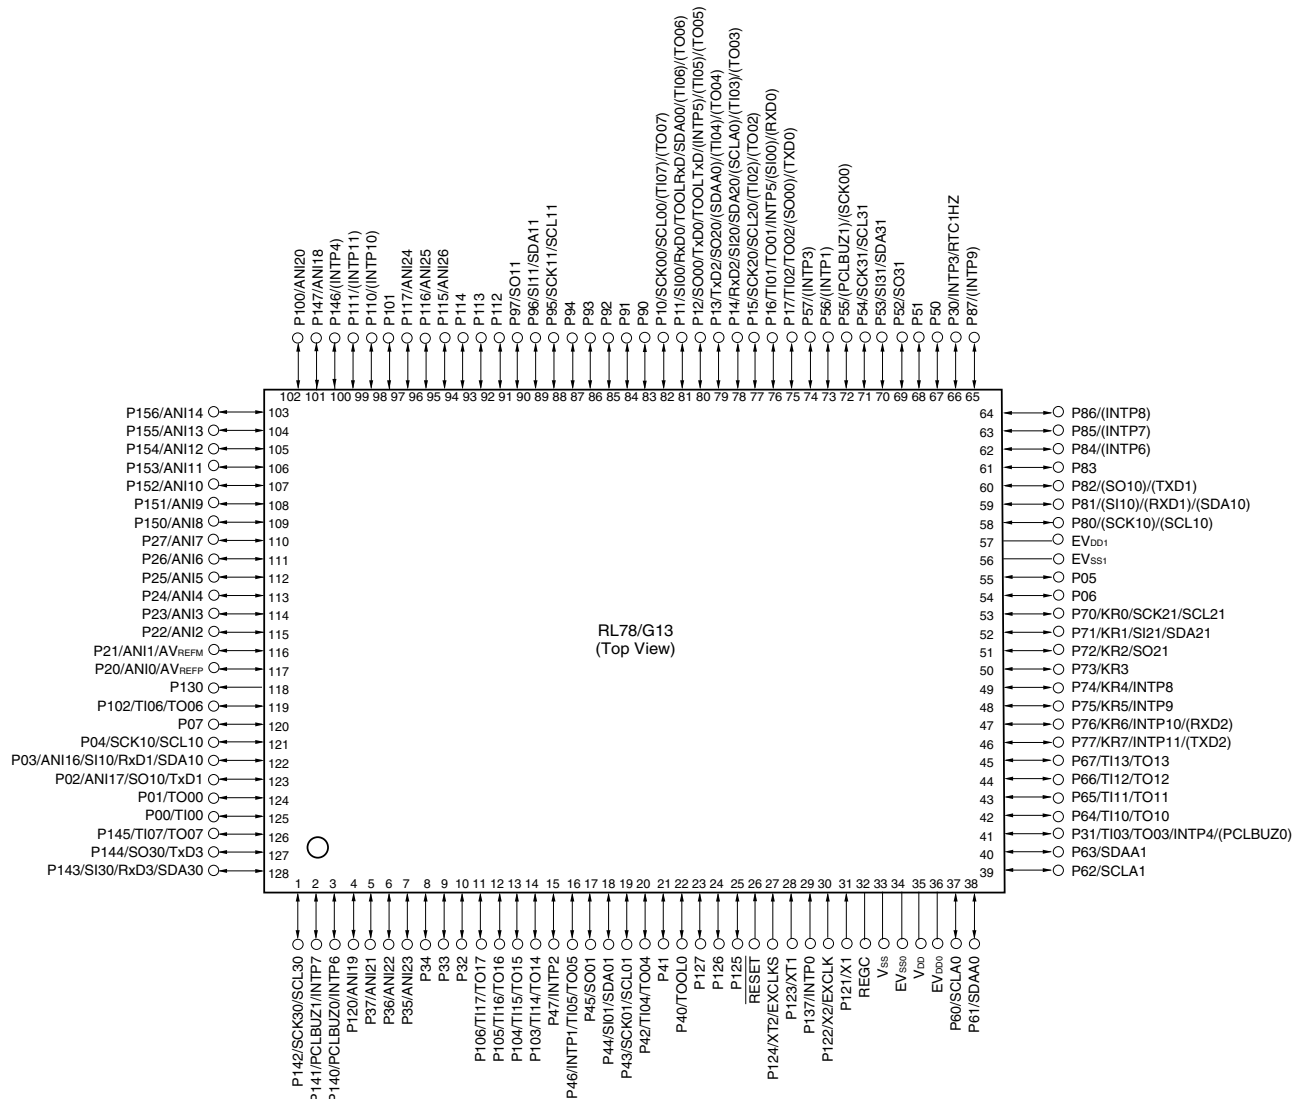 P100/ANI20
P147/ANI18
P146/(INTP4)
P111/(INTP11)
P110/(INTP10)
P101
P117/ANI24
P116/ANI25
P115/ANI26
P114
P113
P112
P97/SO11
P96/SI11/SDA11
P95/SCK11/SCL11
P94
P93
P92
P91
P90
P10/SCK00/SCL00/(TI07)/(TO07)
P11/SI00/RxD0/TOOLRxD/SDA00/(TI06)/(TO06)
P12/SO00/TxD0/TOOLTxD/(INTP5)/(TI05)/(TO05)
P13/TxD2/SO20/(SDAA0)/(TI04)/(TO04)
P14/RxD2/SI20/SDA20/(SCLA0)/(TI03)/(TO03)
P15/SCK20/SCL20/(TI02)/(TO02)
P16/TI01/TO01/INTP5/(SI00)/(RXD0)
P17/TI02/TO02/(SO00)/(TXD0)
P57/(INTP3)
P56/(INTP1)
P55/(PCLBUZ1)/(SCK00)
P54/SCK31/SCL31
P53/SI31/SDA31
P52/SO31
P51
P50
P30/INTP3/RTC1HZ
P87/(INTP9)
102 101 100 99 98 97 96 95 94 93 92 91 90 89 88 87 86 85 84 83 82 81 80 79 78 77 76 75 74 73 72 71 70 69 68 67 66 65
P156/ANI14 103
P155/ANI13 104
P154/ANI12 105
P153/ANI11 106
P152/ANI10 107
P151/ANI9 108
P150/ANI8 109
P27/ANI7 110
P26/ANI6 111
P25/ANI5 112
P24/ANI4 113
P23/ANI3 114
P22/ANI2 115
P21/ANI1/AVREFM 116
P20/ANI0/AVREFP 117
P130 118
P102/TI06/TO06 119
P07 120
P04/SCK10/SCL10 121
P03/ANI16/SI10/RxD1/SDA10 122
P02/ANI17/SO10/TxD1 123
P01/TO00 124
P00/TI00 125
P145/TI07/TO07 126
P144/SO30/TxD3 127
P143/SI30/RxD3/SDA30 128
RL78/G13
(Top View)
64 P86/(INTP8)
63 P85/(INTP7)
62 P84/(INTP6)
61 P83
60 P82/(SO10)/(TXD1)
59 P81/(SI10)/(RXD1)/(SDA10)
58 P80/(SCK10)/(SCL10)
57 EVDD1
56 EVSS1
55 P05
54 P06
53 P70/KR0/SCK21/SCL21
52 P71/KR1/SI21/SDA21
51 P72/KR2/SO21
50 P73/KR3
49 P74/KR4/INTP8
48 P75/KR5/INTP9
47 P76/KR6/INTP10/(RXD2)
46 P77/KR7/INTP11/(TXD2)
45 P67/TI13/TO13
44 P66/TI12/TO12
43 P65/TI11/TO11
42 P64/TI10/TO10
41 P31/TI03/TO03/INTP4/(PCLBUZ0)
40 P63/SDAA1
39 P62/SCLA1
1 2 3 4 5 6 7 8 9 10 11 12 13 14 15 16 17 18 19 20 21 22 23 24 25 26 27 28 29 30 31 32 33 34 35 36 37 38
P142/SCK30/SCL30
P141/PCLBUZ1/INTP7
P140/PCLBUZ0/INTP6
P120/ANI19
P37/ANI21
P36/ANI22
P35/ANI23
P34
P33
P32
P106/TI17/TO17
P105/TI16/TO16
P104/TI15/TO15
P103/TI14/TO14
P47/INTP2
P46/INTP1/TI05/TO05
P45/SO01
P44/SI01/SDA01
P43/SCK01/SCL01
P42/TI04/TO04
P41
P40/TOOL0
P127
P126
P125
RESET
P124/XT2/EXCLKS
P123/XT1
P137/INTP0
P122/X2/EXCLK
P121/X1
REGC
VSS
EVSS0
VDD
EVDD0
P60/SCLA0
P61/SDAA0